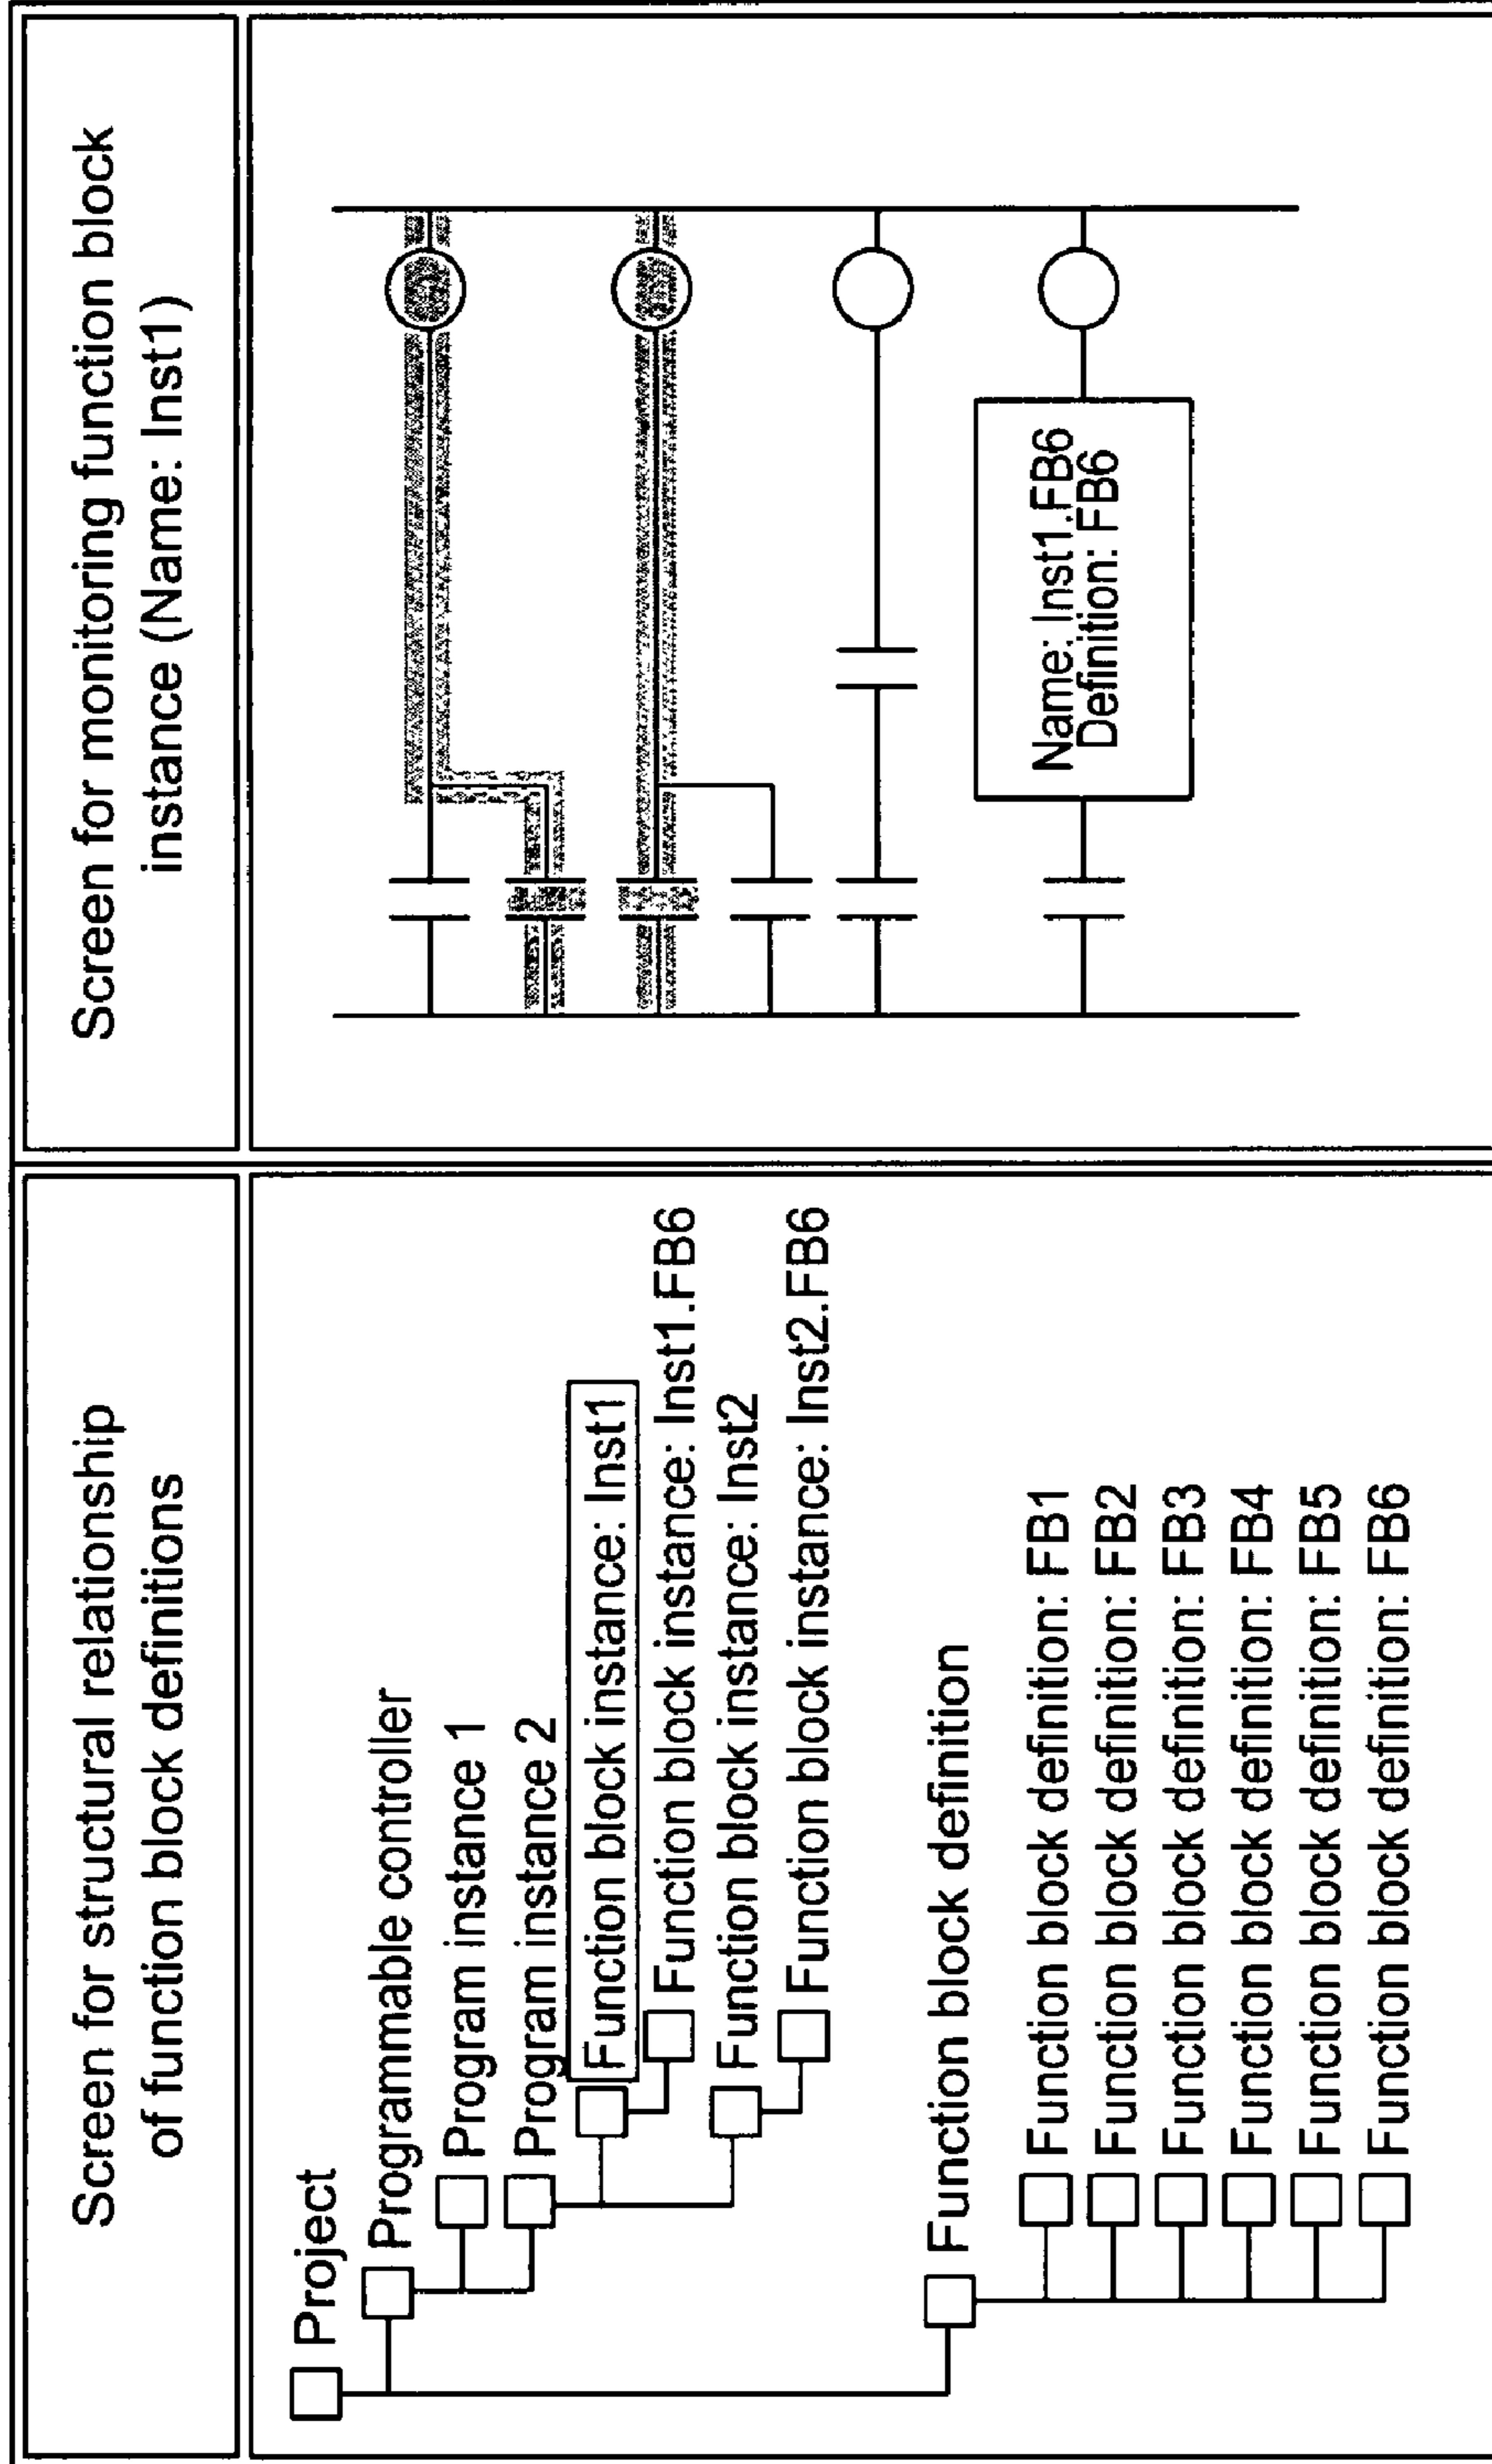 Screen for structural relationship
of function block definitions
Project
Programmable controller
Program instance 1
Program instance 2
Function block instance: Inst1
Function block instance: Inst1.FB6
Function block instance: Inst2
Function block instance: Inst2.FB6
Function block definition
Function block definition: FB1
Function block definition: FB2
Function block definition: FB3
Function block definition: FB4
Function block definition: FB5
Function block definition: FB6
Screen for monitoring function block
instance (Name: Inst1)
Name: Inst1.FB6
Definition: FB6